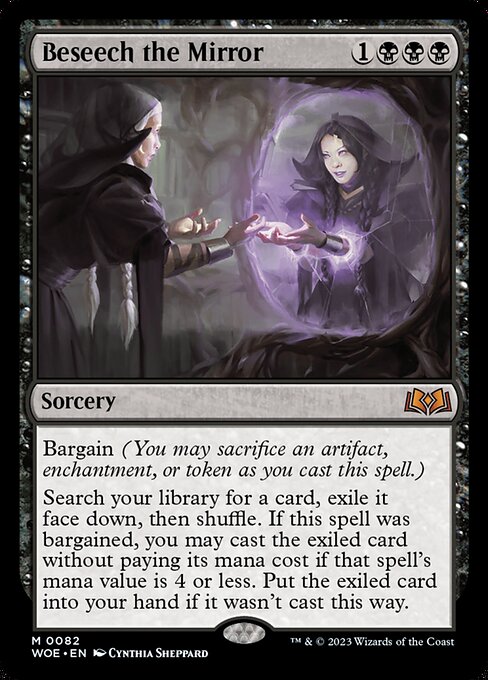 Beseech the Mirror 1
Sorcery
Bargain (You may sacrifice an artifact,
enchantment, or token as you cast this spell.)
Search your library for a card, exile it
face down, then shuffle. If this spell was
bargained, you may cast the exiled card
without paying its mana cost if that spell's
mana value is 4 or less. Put the exiled card
into your hand if it wasn't cast this way.
M 0082
WOE • EN Cynthia Sheppard
™ & © 2023 Wizards of the Coast